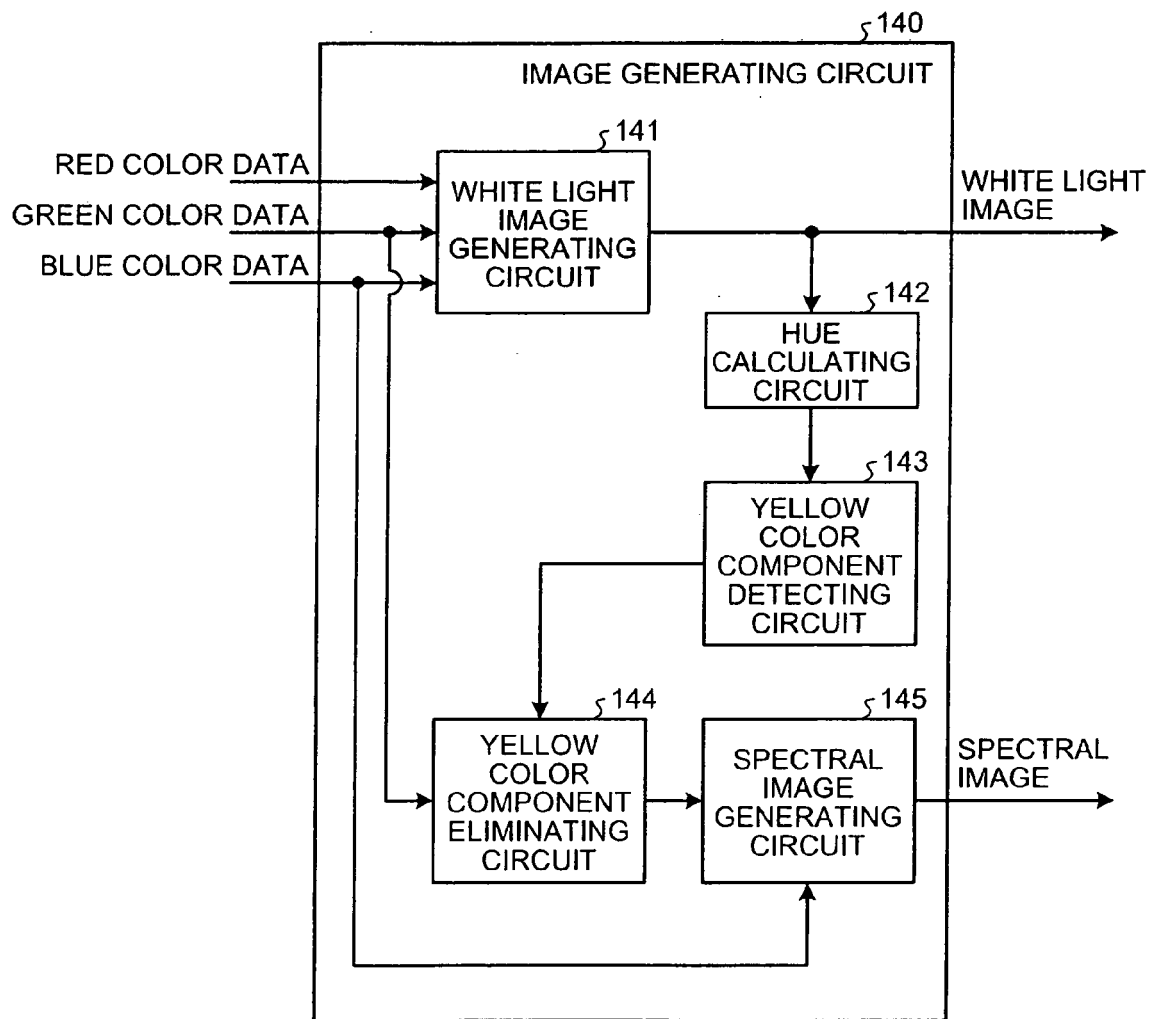 140
IMAGE GENERATING CIRCUIT
141
RED COLOR DATA
GREEN COLOR DATA
BLUE COLOR DATA
WHITE LIGHT
IMAGE
GENERATING
CIRCUIT
WHITE LIGHT
IMAGE
142
HUE
CALCULATING
CIRCUIT
143
YELLOW
COLOR
COMPONENT
DETECTING
CIRCUIT
144
YELLOW
COLOR
COMPONENT
ELIMINATING
CIRCUIT
145
SPECTRAL
IMAGE
GENERATING
CIRCUIT
SPECTRAL
IMAGE